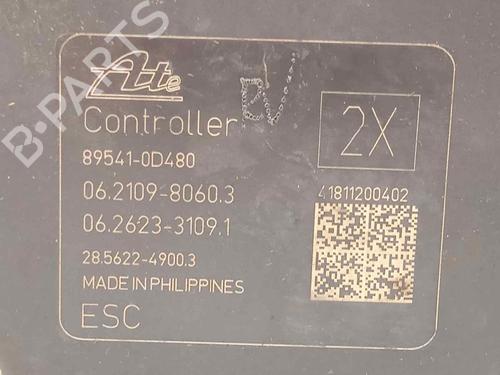 Ate
BV
Controller
2X
89541-0D480
06.2109-8060.3
41811200402
06.2623-3109.1
28.5622-4900.3
MADE IN PHILIPPINES
ESC
B-PARTS